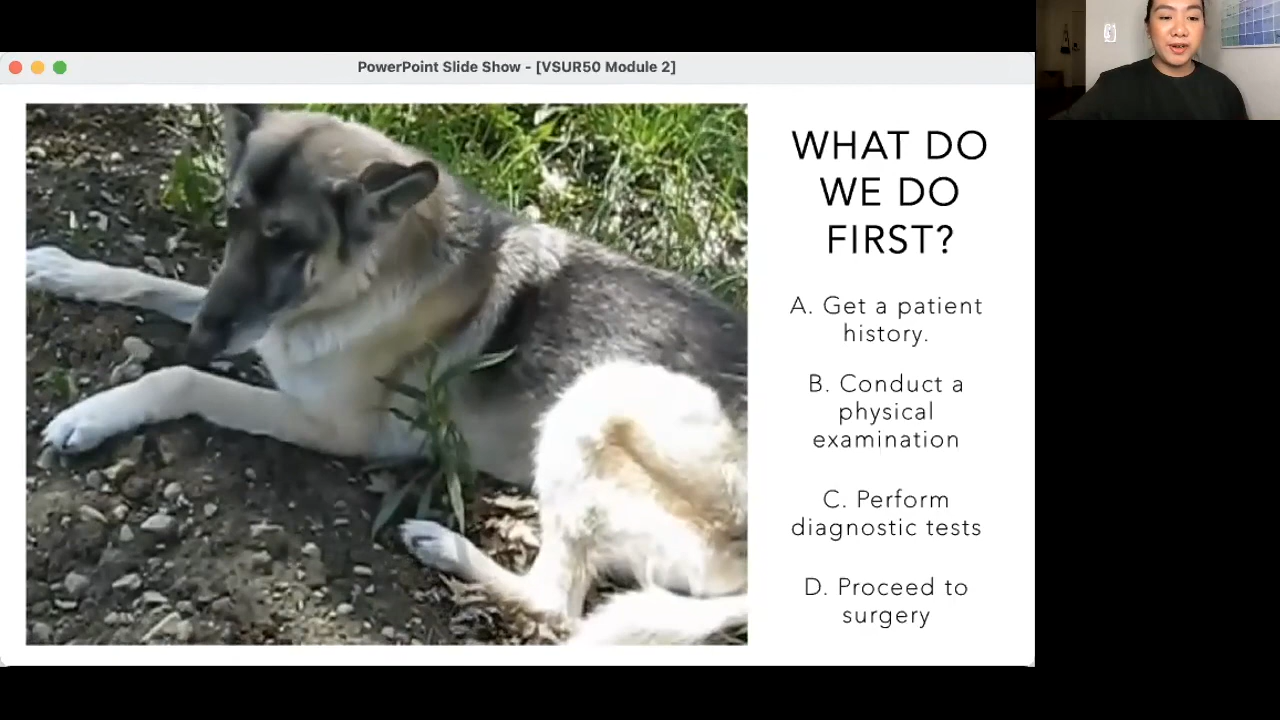 PowerPoint Slide Show - [VSUR50 Module 2]
WHAT DO
WE DO
FIRST?
A. Get a patient
history.
B. Conduct a
physical
examination
C. Perform
diagnostic tests
D. Proceed to
surgery